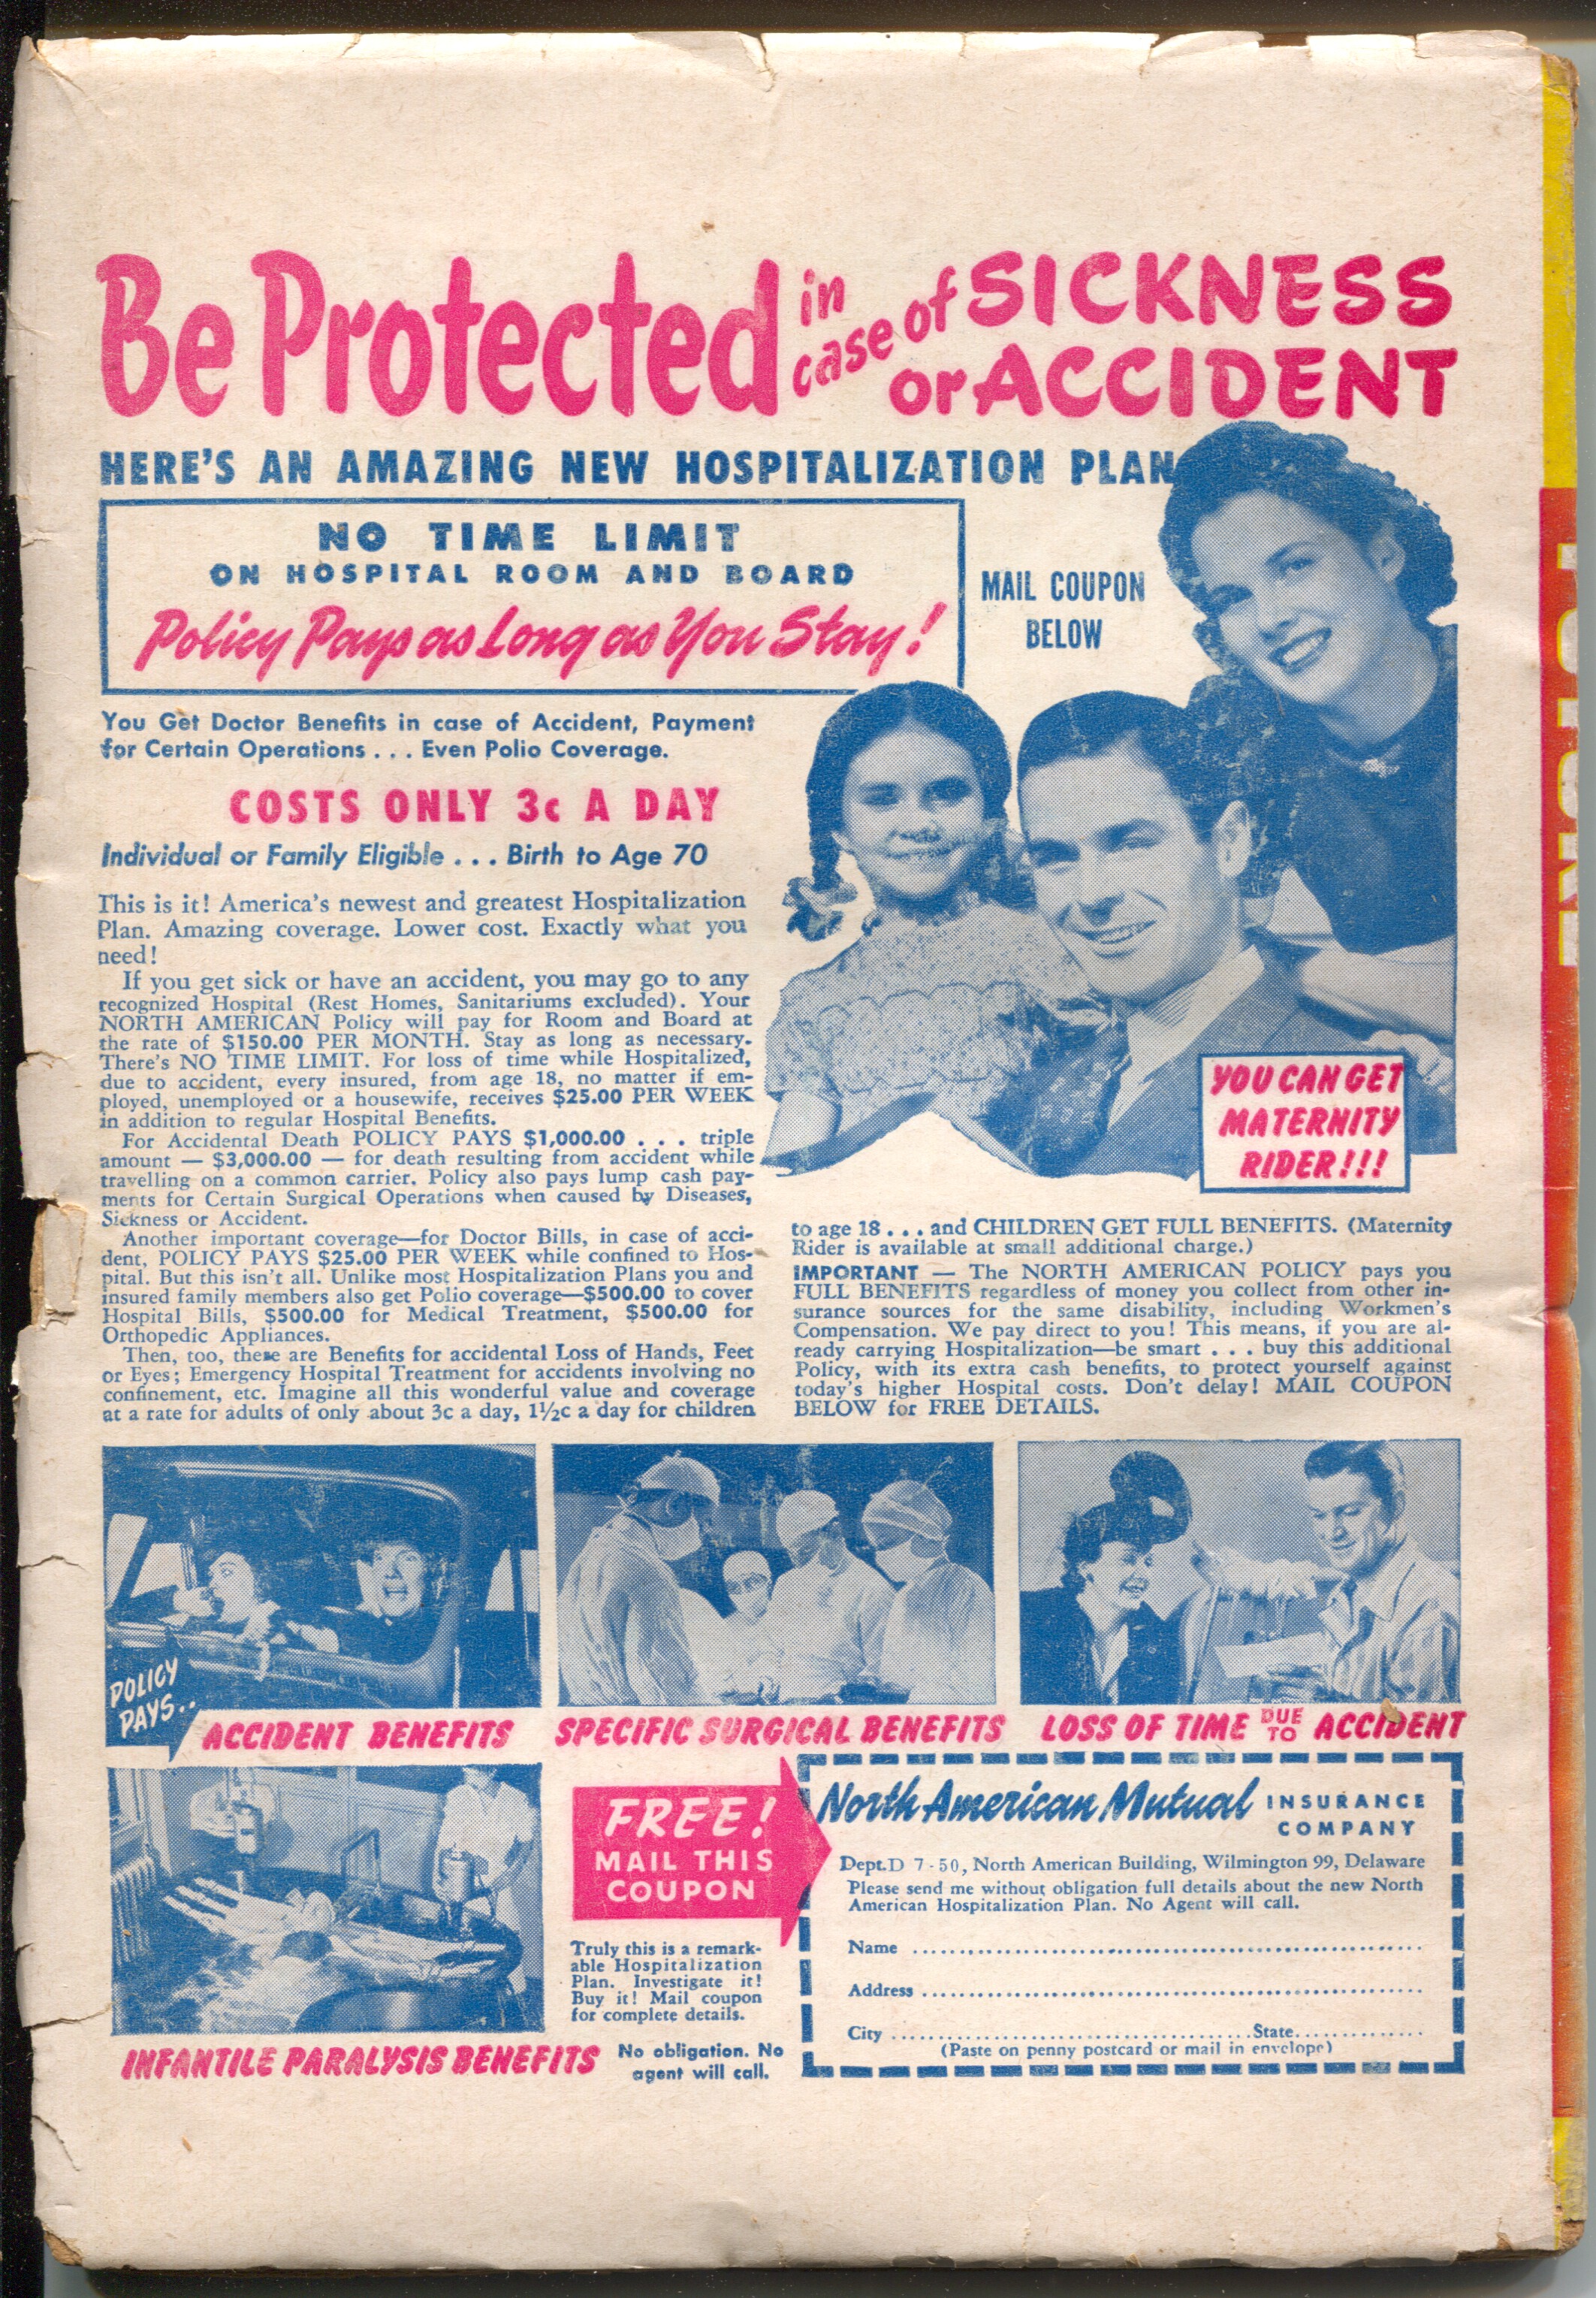 Be Protected in case of SICKNESS
or ACCIDENT
HERE'S AN AMAZING NEW HOSPITALIZATION PLAN
NO TIME LIMIT
ON HOSPITAL ROOM AND BOARD
Policy Pays as Long as You Stay!
MAIL COUPON
BELOW
You Get Doctor Benefits in case of Accident, Payment
for Certain Operations . . . Even Polio Coverage.
COSTS ONLY 3c A DAY
Individual or Family Eligible . . . Birth to Age 70
This is it! America's newest and greatest Hospitalization
Plan. Amazing coverage. Lower cost. Exactly what you
need!
If you get sick or have an accident, you may go to any
recognized Hospital (Rest Homes, Sanitariums excluded). Your
NORTH AMERICAN Policy will pay for Room and Board at
the rate of $150.00 PER MONTH. Stay as long as necessary.
There's NO TIME LIMIT. For loss of time while Hospitalized,
due to accident, every insured, from age 18, no matter if em-
ployed, unemployed or a housewife, receives $25.00 PER WEEK
in addition to regular Hospital Benefits.
For Accidental Death POLICY PAYS $1,000.00 . . . triple
amount — $3,000.00 — for death resulting from accident while
travelling on a common carrier. Policy also pays lump cash pay-
ments for Certain Surgical Operations when caused by Diseases,
Sickness or Accident.
Another important coverage—for Doctor Bills, in case of acci-
dent, POLICY PAYS $25.00 PER WEEK while confined to Hos-
pital. But this isn't all. Unlike most Hospitalization Plans you and
insured family members also get Polio coverage—$500.00 to cover
Hospital Bills, $500.00 for Medical Treatment, $500.00 for
Orthopedic Appliances.
Then, too, these are Benefits for accidental Loss of Hands, Feet
or Eyes; Emergency Hospital Treatment for accidents involving no
confinement, etc. Imagine all this wonderful value and coverage
at a rate for adults of only about 3c a day, 1½c a day for children
YOU CAN GET
MATERNITY
RIDER!!!
to age 18 . . . and CHILDREN GET FULL BENEFITS. (Maternity
Rider is available at small additional charge.)
IMPORTANT — The NORTH AMERICAN POLICY pays you
FULL BENEFITS regardless of money you collect from other in-
surance sources for the same disability, including Workmen's
Compensation. We pay direct to you! This means, if you are al-
ready carrying Hospitalization—be smart . . . buy this additional
Policy, with its extra cash benefits, to protect yourself against
today's higher Hospital costs. Don't delay! MAIL COUPON
BELOW for FREE DETAILS.
POLICY
PAYS..
ACCIDENT BENEFITS
SPECIFIC SURGICAL BENEFITS
LOSS OF TIME DUE TO ACCIDENT
INFANTILE PARALYSIS BENEFITS
FREE!
MAIL THIS
COUPON
Truly this is a remark-
able Hospitalization
Plan. Investigate it!
Buy it! Mail coupon
for complete details.
No obligation. No
agent will call.
North American Mutual INSURANCE
COMPANY
Dept.D 7-50, North American Building, Wilmington 99, Delaware
Please send me without obligation full details about the new North
American Hospitalization Plan. No Agent will call.
Name
Address
City State
(Paste on penny postcard or mail in envelope)